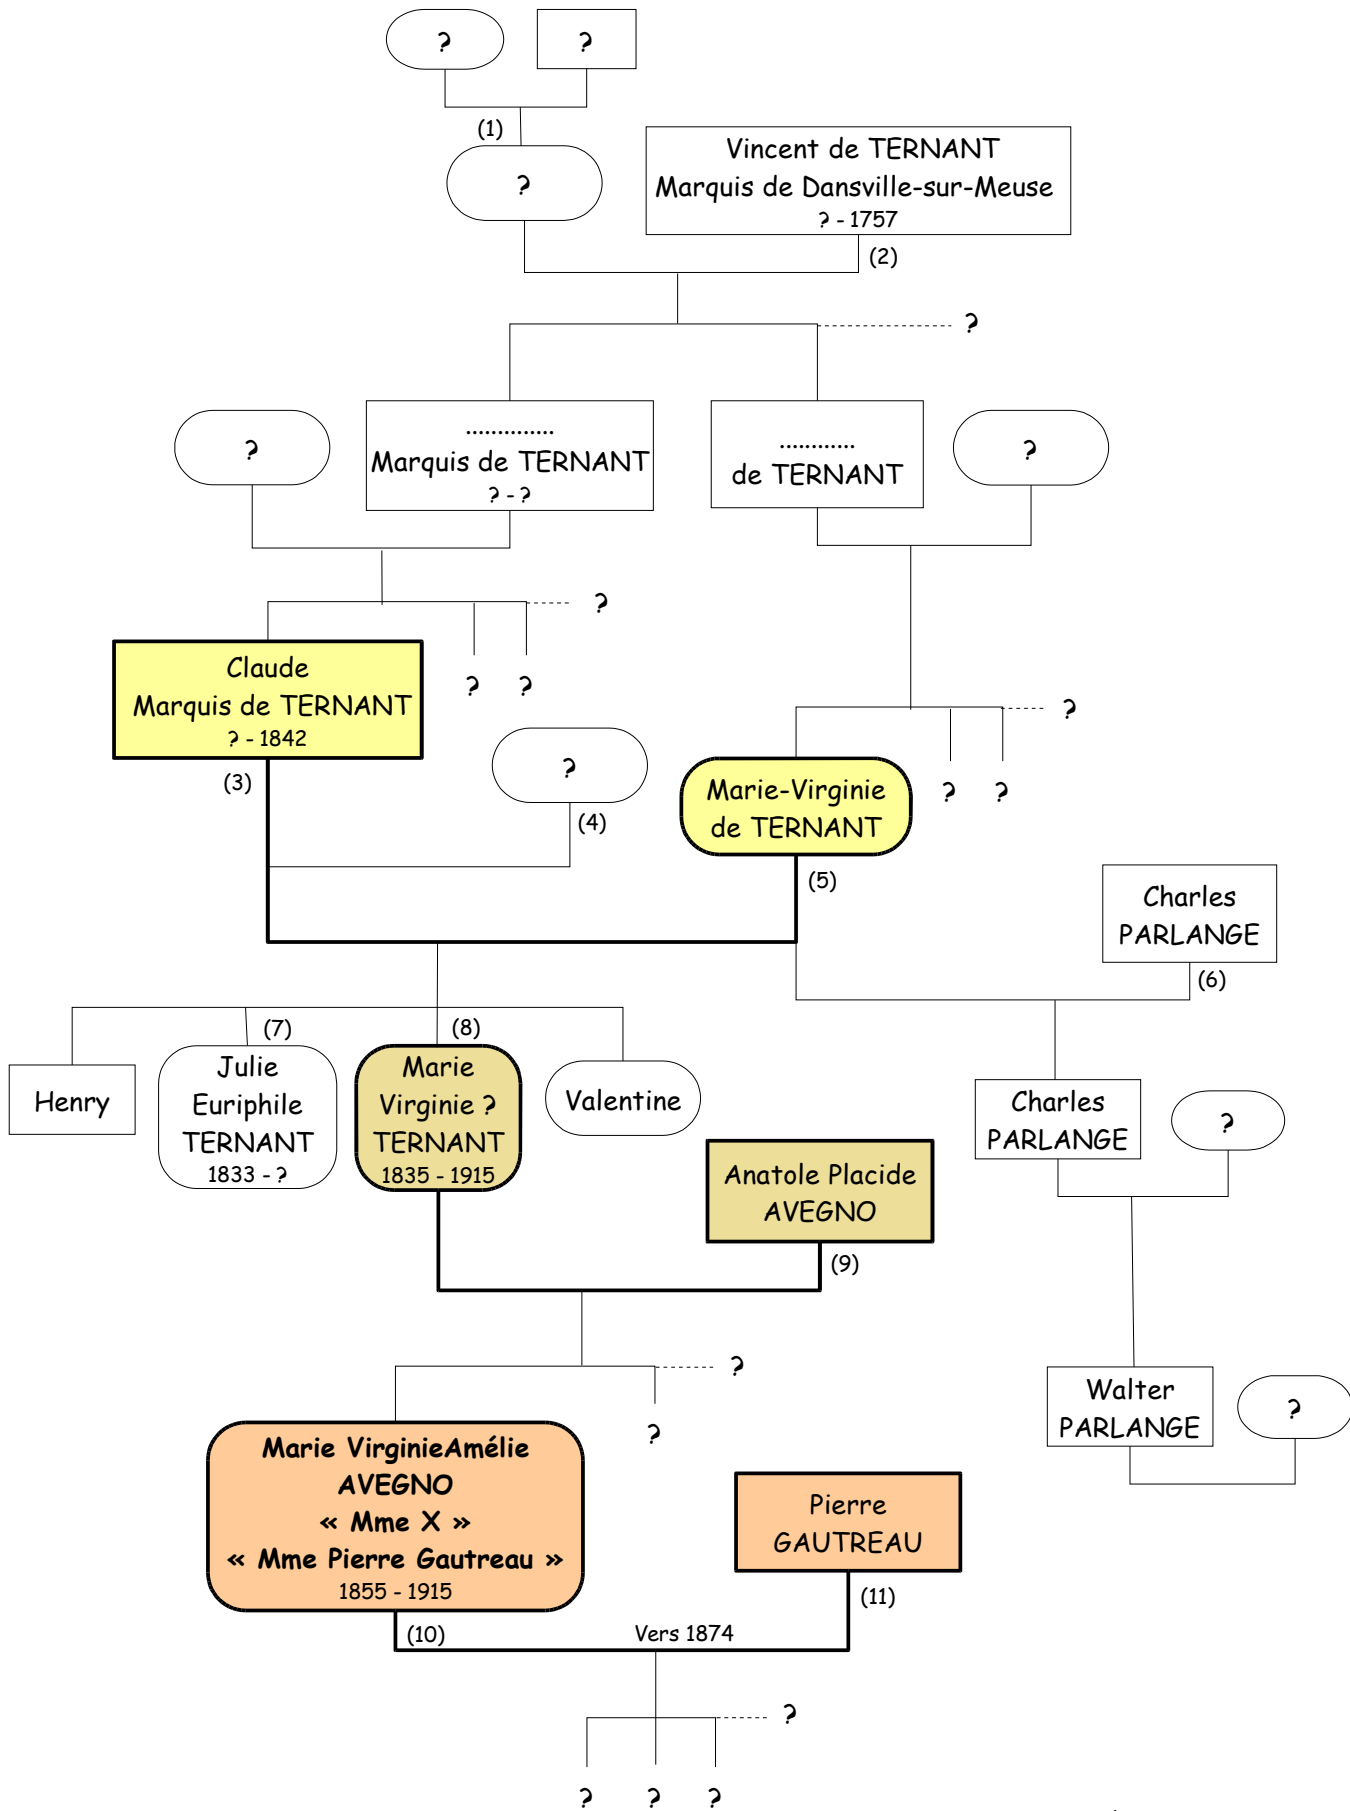 ?
?
(1)
?
Vincent de TERNANT
Marquis de Dansville-sur-Meuse
? - 1757
(2)
?
?
..............
Marquis de TERNANT
? - ?
............
de TERNANT
?
?
Claude
Marquis de TERNANT
? - 1842
(3)
?
?
?
(4)
?
Marie-Virginie
de TERNANT
(5)
?
?
Charles
PARLANGE
(6)
Henry
(7)
Julie
Euriphile
TERNANT
1833 - ?
(8)
Marie
Virginie ?
TERNANT
1835 - 1915
Valentine
Anatole Placide
AVEGNO
(9)
Charles
PARLANGE
?
?
?
Walter
PARLANGE
?
Marie VirginieAmélie
AVEGNO
« Mme X »
« Mme Pierre Gautreau »
1855 - 1915
(10)
Vers 1874
Pierre
GAUTREAU
(11)
?
?
?
?